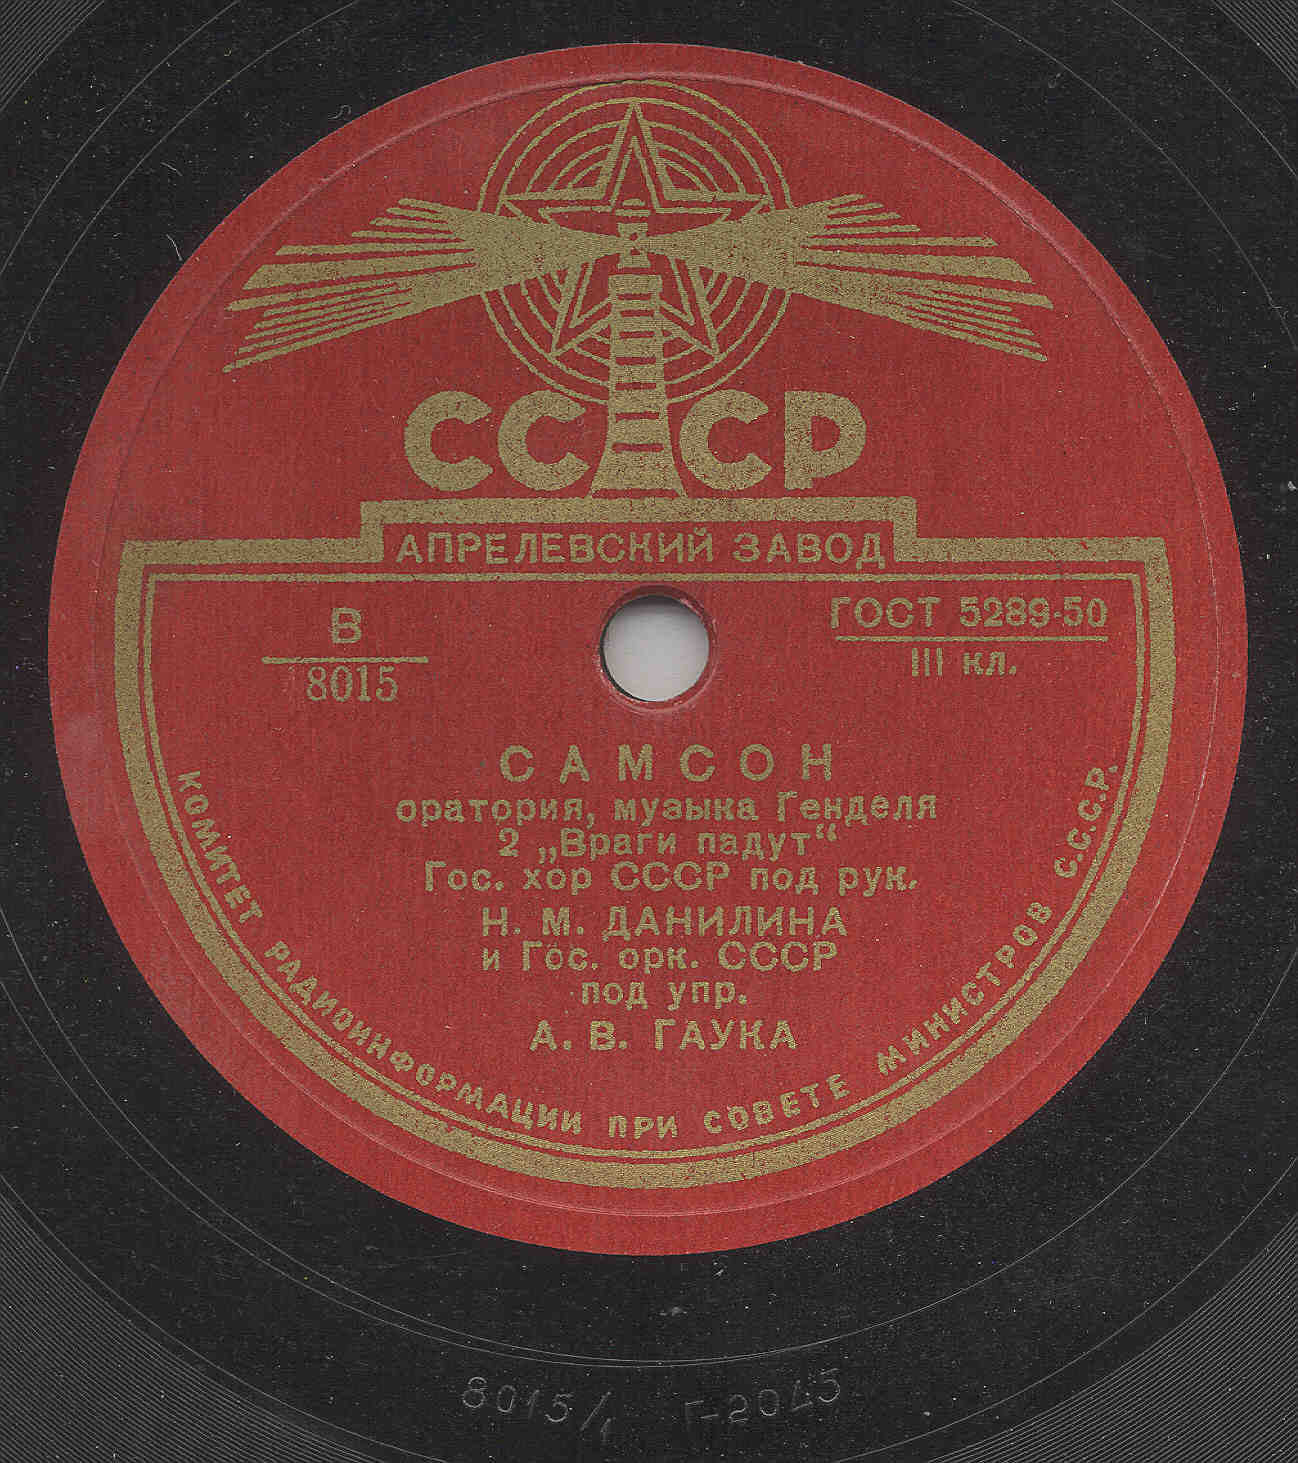 СССР
АПРЕЛЕВСКИЙ ЗАВОД
В
8015
ГОСТ 5289-50
III кл.
САМСОН
оратория, музыка Генделя
2 „Враги падут“
Гос. хор СССР под рук.
Н. М. ДАНИЛИНА
и Гос. орк. СССР
под упр.
А. В. ГАУКА
КОМИТЕТ РАДИОИНФОРМАЦИИ ПРИ СОВЕТЕ МИНИСТРОВ С.С.С.Р.
8015/1 Г-2045